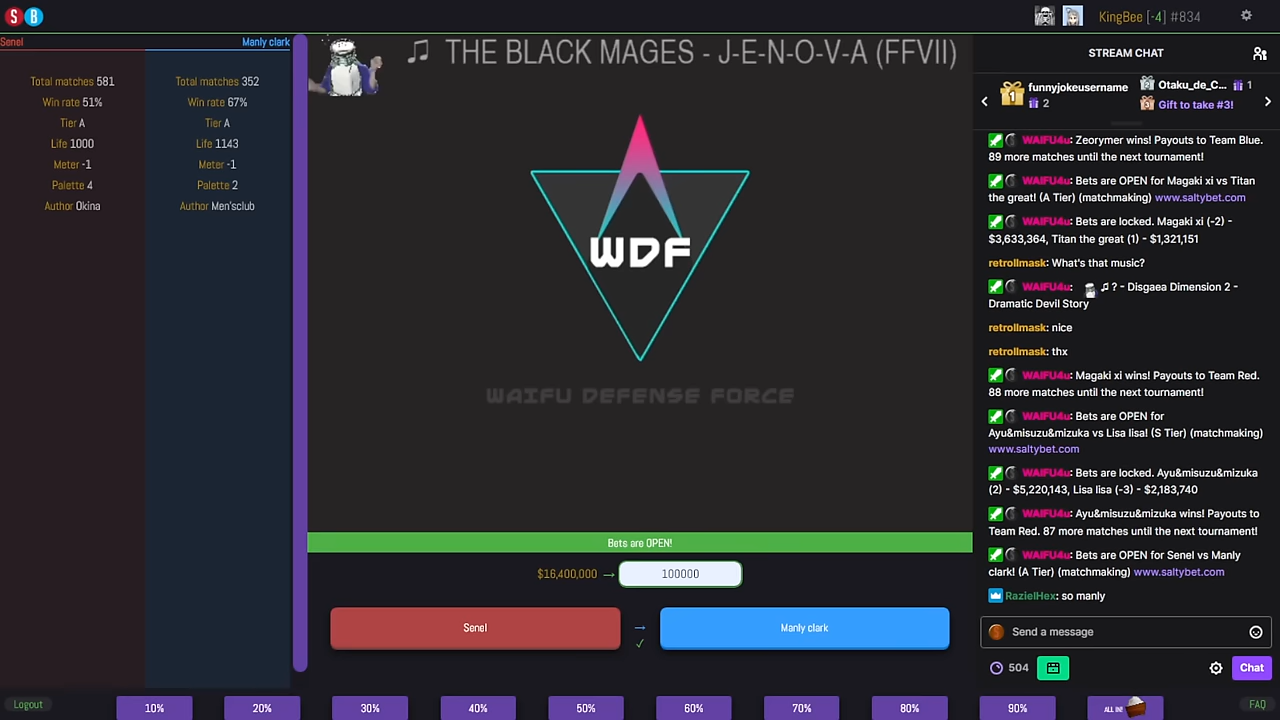 S B
KingBee [-4] #834
Senel
Manly clark
Total matches 581
Win rate 51%
Tier A
Life 1000
Meter -1
Palette 4
Author Okina
Total matches 352
Win rate 67%
Tier A
Life 1143
Meter -1
Palette 2
Author Men'sclub
♫ THE BLACK MAGES - J-E-N-O-V-A (FFVII)
WDF
WAIFU DEFENSE FORCE
Bets are OPEN!
$16,400,000 → 100000
Senel
→
✓
Manly clark
STREAM CHAT
1 funnyjokeusername
2
2 Otaku_de_C... 1
3 Gift to take #3!
WAIFU4u: Zeorymer wins! Payouts to Team Blue.
89 more matches until the next tournament!
WAIFU4u: Bets are OPEN for Magaki xi vs Titan
the great! (A Tier) (matchmaking) www.saltybet.com
WAIFU4u: Bets are locked. Magaki xi (-2) -
$3,633,364, Titan the great (1) - $1,321,151
retrollmask: What's that music?
WAIFU4u: ♫ ? - Disgaea Dimension 2 -
Dramatic Devil Story
retrollmask: nice
retrollmask: thx
WAIFU4u: Magaki xi wins! Payouts to Team Red.
88 more matches until the next tournament!
WAIFU4u: Bets are OPEN for
Ayu&misuzu&mizuka vs Lisa lisa! (S Tier) (matchmaking)
www.saltybet.com
WAIFU4u: Bets are locked. Ayu&misuzu&mizuka
(2) - $5,220,143, Lisa lisa (-3) - $2,183,740
WAIFU4u: Ayu&misuzu&mizuka wins! Payouts to
Team Red. 87 more matches until the next tournament!
WAIFU4u: Bets are OPEN for Senel vs Manly
clark! (A Tier) (matchmaking) www.saltybet.com
RazielHex: so manly
Send a message
504
Chat
Logout
10%
20%
30%
40%
50%
60%
70%
80%
90%
ALL IN!
FAQ